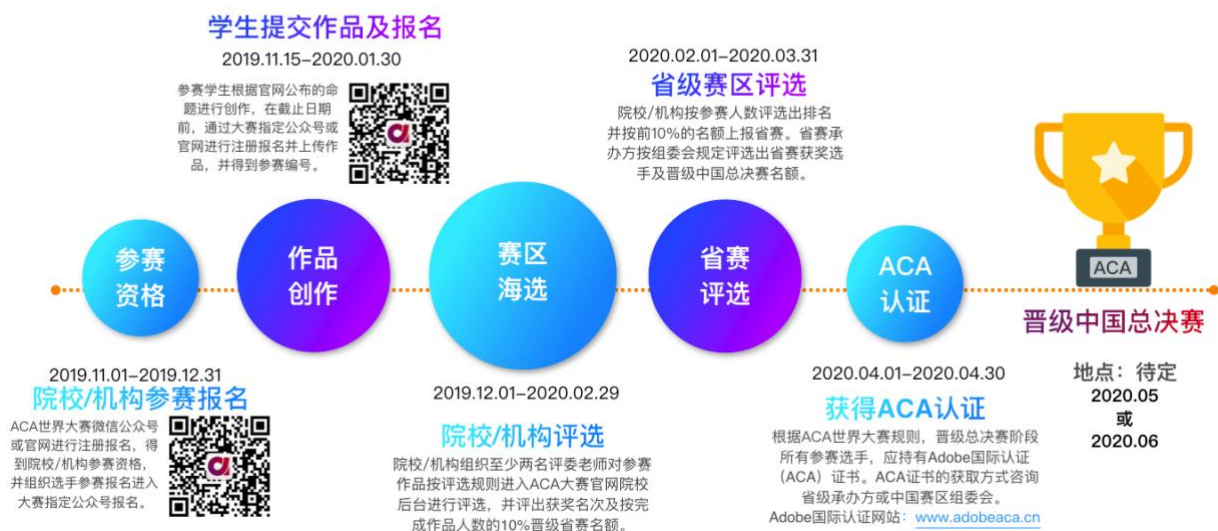 学生提交作品及报名
2019.11.15–2020.01.30
参赛学生根据官网公布的命
题进行创作，在截止日期
前，通过大赛指定公众号或
官网进行注册报名并上传作
品，并得到参赛编号。
2020.02.01–2020.03.31
省级赛区评选
院校/机构按参赛人数评选出排名
并按前10%的名额上报省赛。省赛承
办方按组委会规定评选出省赛获奖选
手及晋级中国总决赛名额。
参赛
资格
作品
创作
赛区
海选
省赛
评选
ACA
认证
ACA
晋级中国总决赛
地点：待定
2020.05
或
2020.06
2019.11.01–2019.12.31
院校/机构参赛报名
ACA世界大赛微信公众号
或官网进行注册报名，得
到院校/机构参赛资格，
并组织选手参赛报名进入
大赛指定公众号报名。
2019.12.01–2020.02.29
院校/机构评选
院校/机构组织至少两名评委老师对参赛
作品按评选规则进入ACA大赛官网院校
后台进行评选，并评出获奖名次及按完
成作品人数的10%晋级省赛名额。
2020.04.01–2020.04.30
获得ACA认证
根据ACA世界大赛规则，晋级总决赛阶段
所有参赛选手，应持有Adobe国际认证
（ACA）证书。ACA证书的获取方式咨询
省级承办方或中国赛区组委会。
Adobe国际认证网站：www.adobeaca.cn